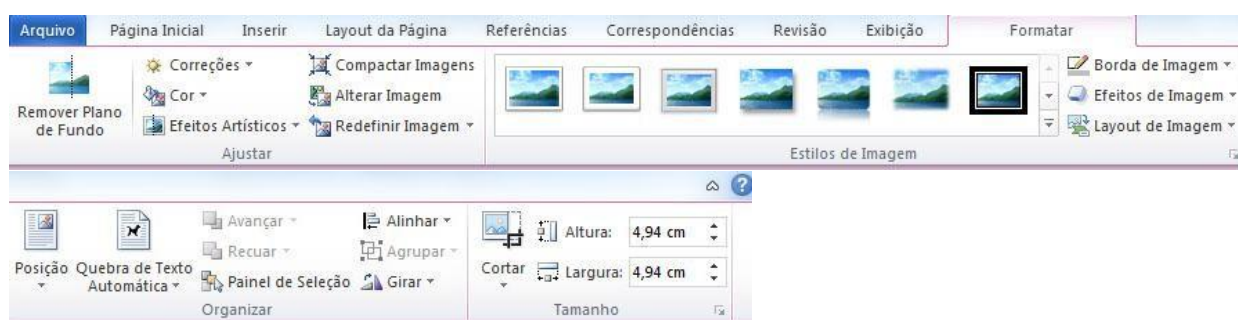 Arquivo Página Inicial Inserir Layout da Página Referências Correspondências Revisão Exibição Formatar
Remover Plano de Fundo
Correções
Cor
Efeitos Artísticos
Compactar Imagens
Alterar Imagem
Redefinir Imagem
Ajustar
Borda de Imagem
Efeitos de Imagem
Layout de Imagem
Estilos de Imagem
Posição
Quebra de Texto
Automática
Avançar
Recuar
Painel de Seleção
Alinhar
Agrupar
Girar
Organizar
Cortar
Altura: 4,94 cm
Largura: 4,94 cm
Tamanho